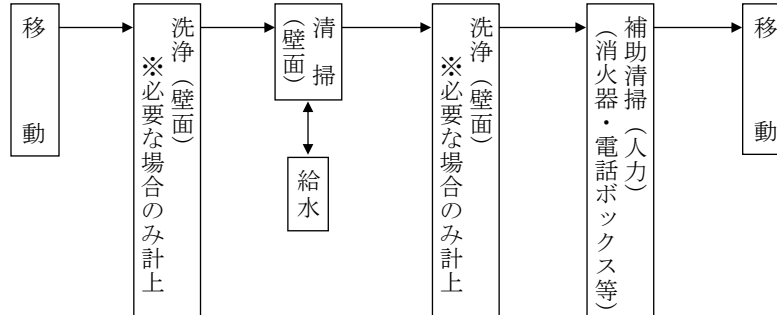 移動
洗浄（壁面）
※必要な場合のみ計上
清掃
（壁面）
給水
洗浄（壁面）
※必要な場合のみ計上
補助清掃（人力）
（消火器・電話ボックス等）
移動